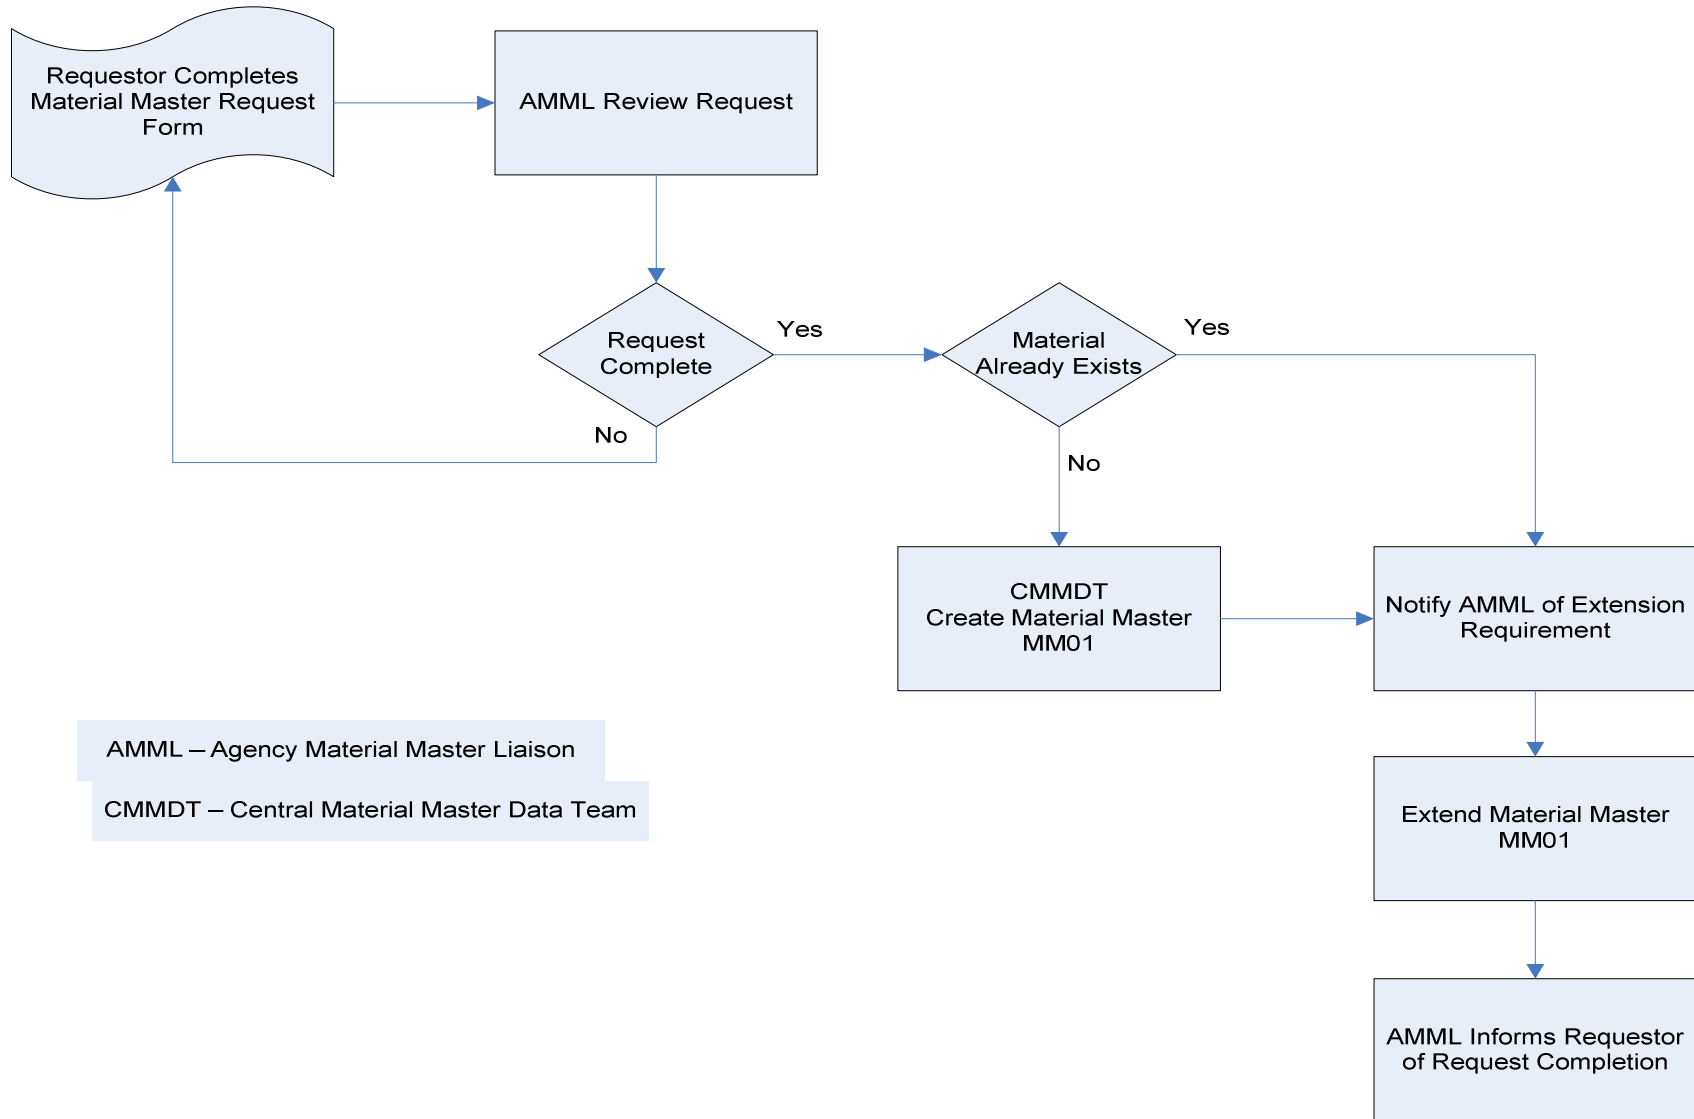 Requestor Completes
Material Master Request
Form
AMML Review Request
Request
Complete
Yes
No
Material
Already Exists
Yes
No
CMMDT
Create Material Master
MM01
Notify AMML of Extension
Requirement
Extend Material Master
MM01
AMML Informs Requestor
of Request Completion
AMML – Agency Material Master Liaison
CMMDT – Central Material Master Data Team